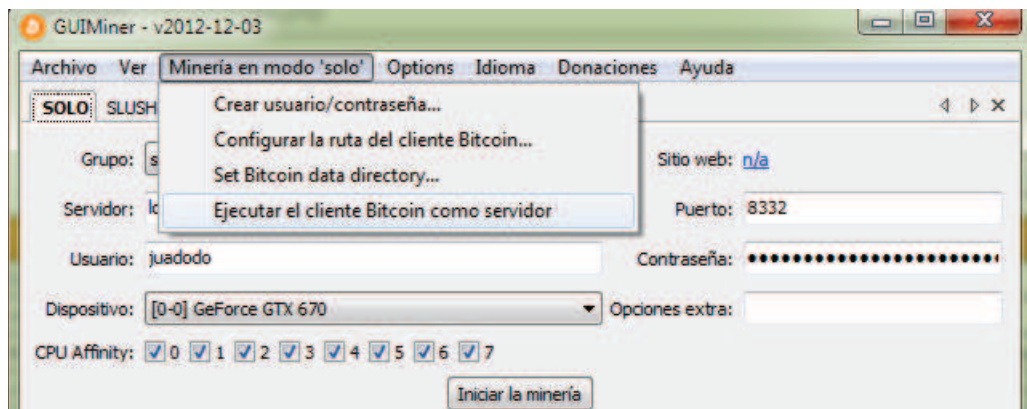 GUIMiner - v2012-12-03
Archivo Ver Minería en modo 'solo' Options Idioma Donaciones Ayuda
SOLO SLUSH
Crear usuario/contraseña...
Configurar la ruta del cliente Bitcoin...
Set Bitcoin data directory...
Ejecutar el cliente Bitcoin como servidor
Grupo: Sitio web: n/a
Servidor: Puerto: 8332
Usuario: juadodo Contraseña: ••••••••••••••••••••••••
Dispositivo: [0-0] GeForce GTX 670 Opciones extra:
CPU Affinity: 0 1 2 3 4 5 6 7
Iniciar la minería